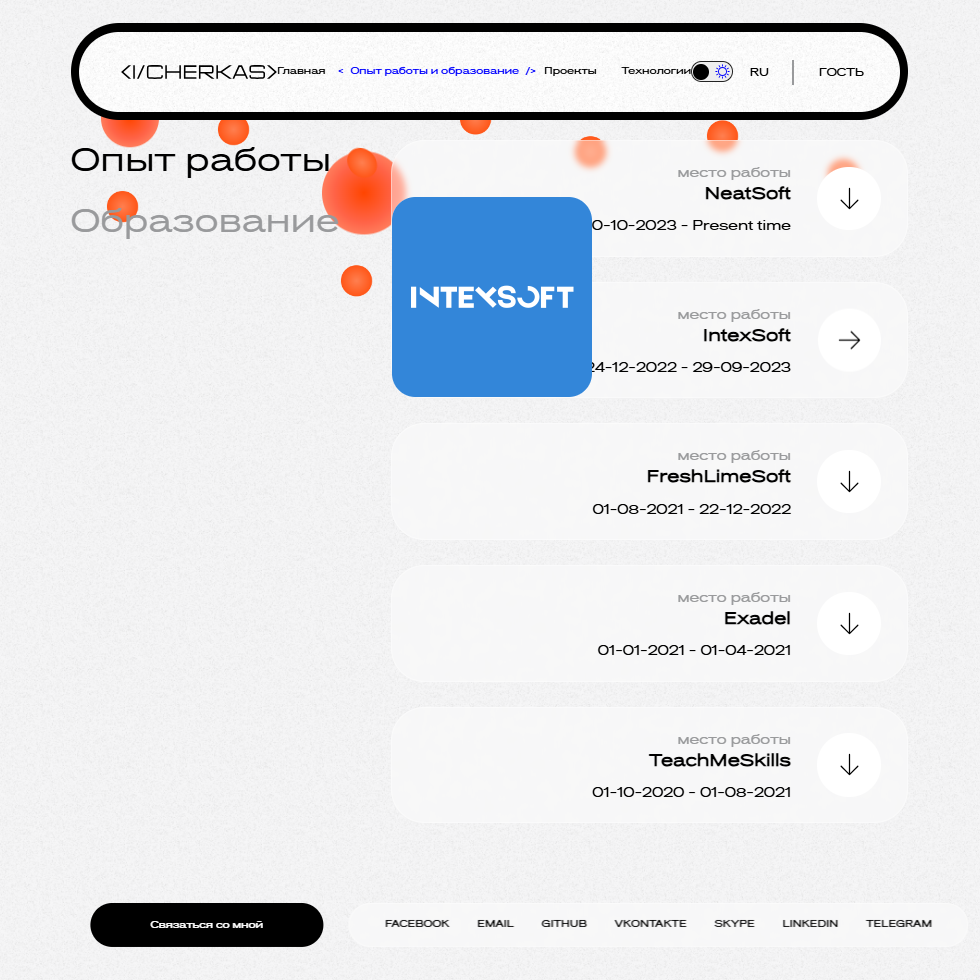 <I/CHERKAS>
Главная
< Опыт работы и образование />
Проекты
Технологии
RU
ГОСТЬ
Опыт работы
Образование
место работы
NeatSoft
0-10-2023 - Present time
INTEXSOFT
место работы
IntexSoft
24-12-2022 - 29-09-2023
место работы
FreshLimeSoft
01-08-2021 - 22-12-2022
место работы
Exadel
01-01-2021 - 01-04-2021
место работы
TeachMeSkills
01-10-2020 - 01-08-2021
Связаться со мной
FACEBOOK
EMAIL
GITHUB
VKONTAKTE
SKYPE
LINKEDIN
TELEGRAM